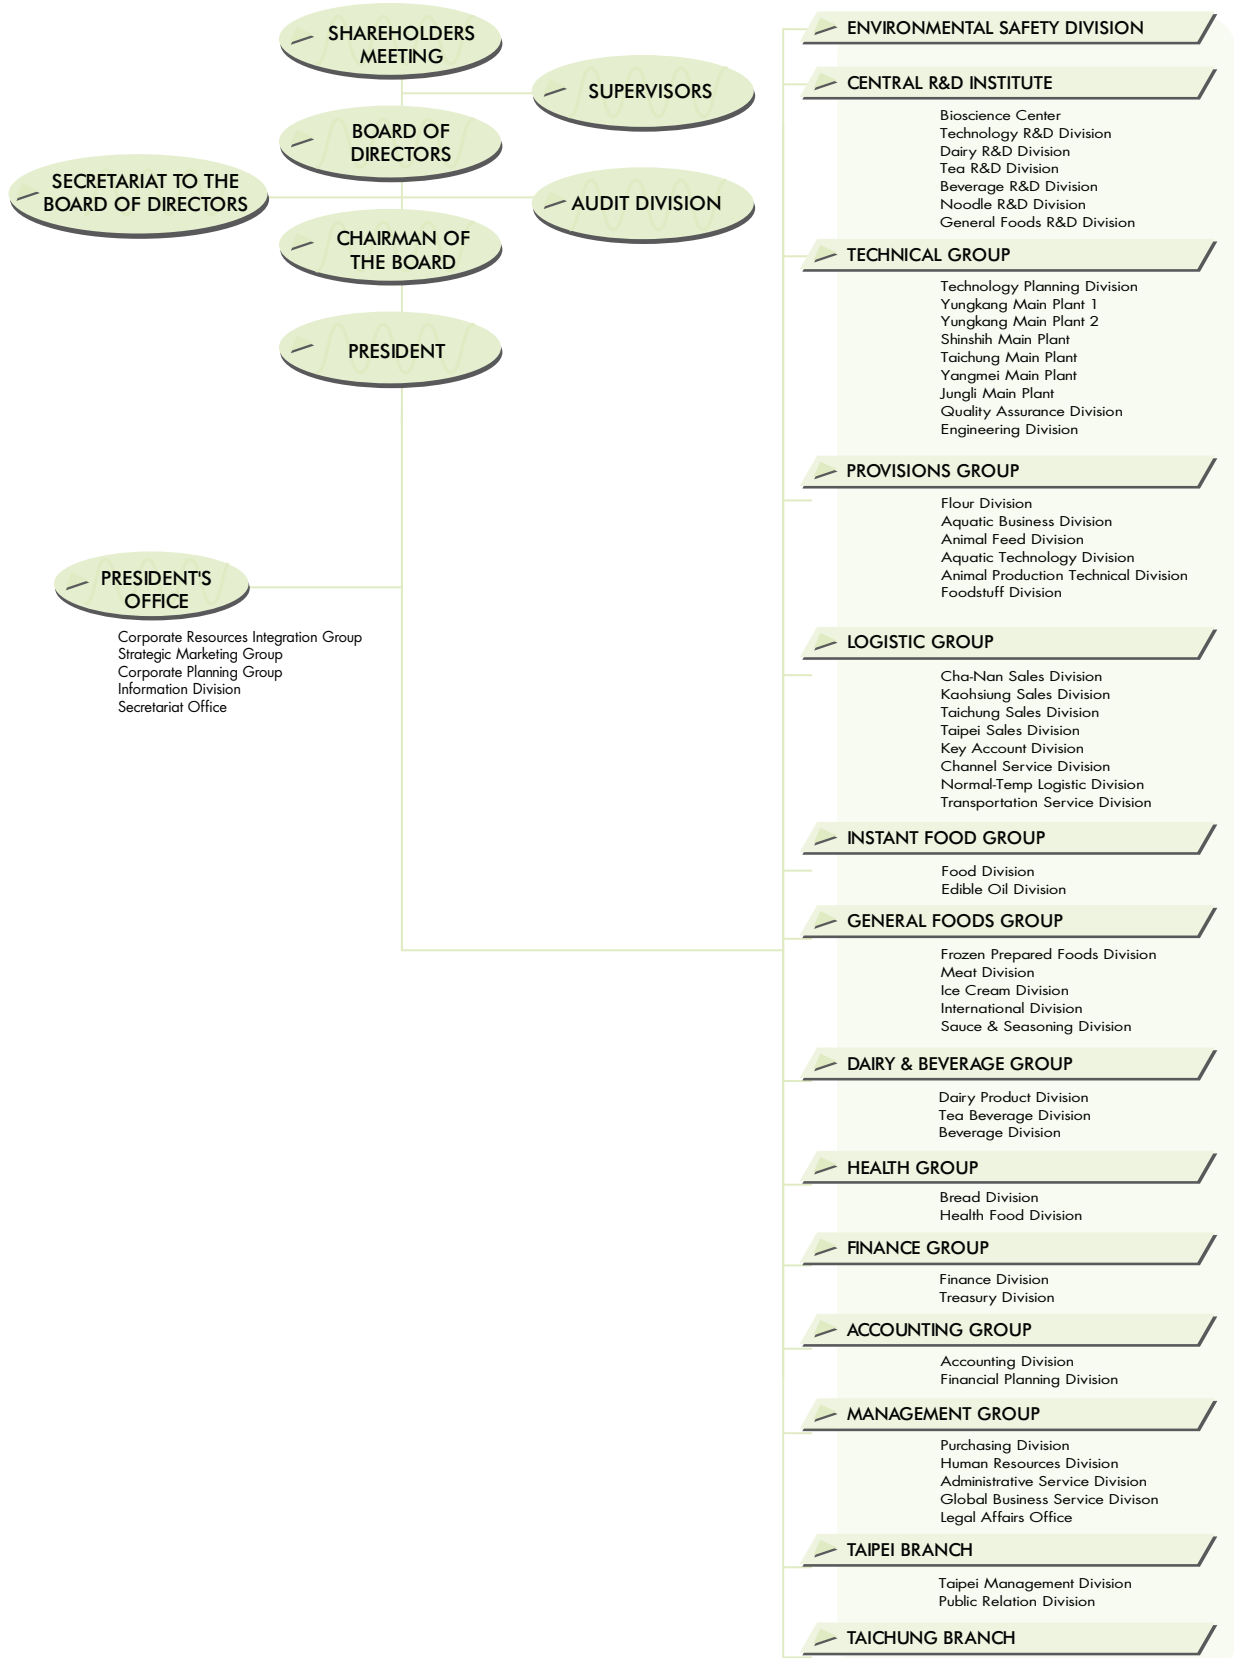 SHAREHOLDERS
MEETING
SUPERVISORS
BOARD OF
DIRECTORS
SECRETARIAT TO THE
BOARD OF DIRECTORS
AUDIT DIVISION
CHAIRMAN OF
THE BOARD
PRESIDENT
PRESIDENT'S
OFFICE
Corporate Resources Integration Group
Strategic Marketing Group
Corporate Planning Group
Information Division
Secretariat Office
ENVIRONMENTAL SAFETY DIVISION
CENTRAL R&D INSTITUTE
Bioscience Center
Technology R&D Division
Dairy R&D Division
Tea R&D Division
Beverage R&D Division
Noodle R&D Division
General Foods R&D Division
TECHNICAL GROUP
Technology Planning Division
Yungkang Main Plant 1
Yungkang Main Plant 2
Shinshih Main Plant
Taichung Main Plant
Yangmei Main Plant
Jungli Main Plant
Quality Assurance Division
Engineering Division
PROVISIONS GROUP
Flour Division
Aquatic Business Division
Animal Feed Division
Aquatic Technology Division
Animal Production Technical Division
Foodstuff Division
LOGISTIC GROUP
Cha-Nan Sales Division
Kaohsiung Sales Division
Taichung Sales Division
Taipei Sales Division
Key Account Division
Channel Service Division
Normal-Temp Logistic Division
Transportation Service Division
INSTANT FOOD GROUP
Food Division
Edible Oil Division
GENERAL FOODS GROUP
Frozen Prepared Foods Division
Meat Division
Ice Cream Division
International Division
Sauce & Seasoning Division
DAIRY & BEVERAGE GROUP
Dairy Product Division
Tea Beverage Division
Beverage Division
HEALTH GROUP
Bread Division
Health Food Division
FINANCE GROUP
Finance Division
Treasury Division
ACCOUNTING GROUP
Accounting Division
Financial Planning Division
MANAGEMENT GROUP
Purchasing Division
Human Resources Division
Administrative Service Division
Global Business Service Divison
Legal Affairs Office
TAIPEI BRANCH
Taipei Management Division
Public Relation Division
TAICHUNG BRANCH